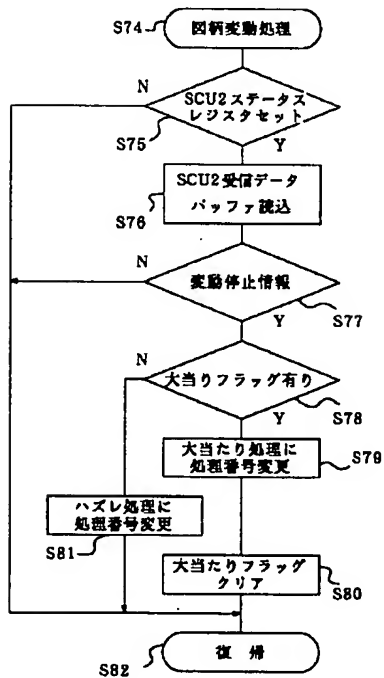 S74
図柄変動処理
N
SCU2ステータス
レジスタセット
S75
Y
SCU2受信データ
バッファ読込
S76
N
変動停止情報
S77
Y
N
大当りフラッグ有り
S78
Y
大当たり処理に
処理番号変更
S79
ハズレ処理に
処理番号変更
S81
大当たりフラッグ
クリア
S80
復帰
S82